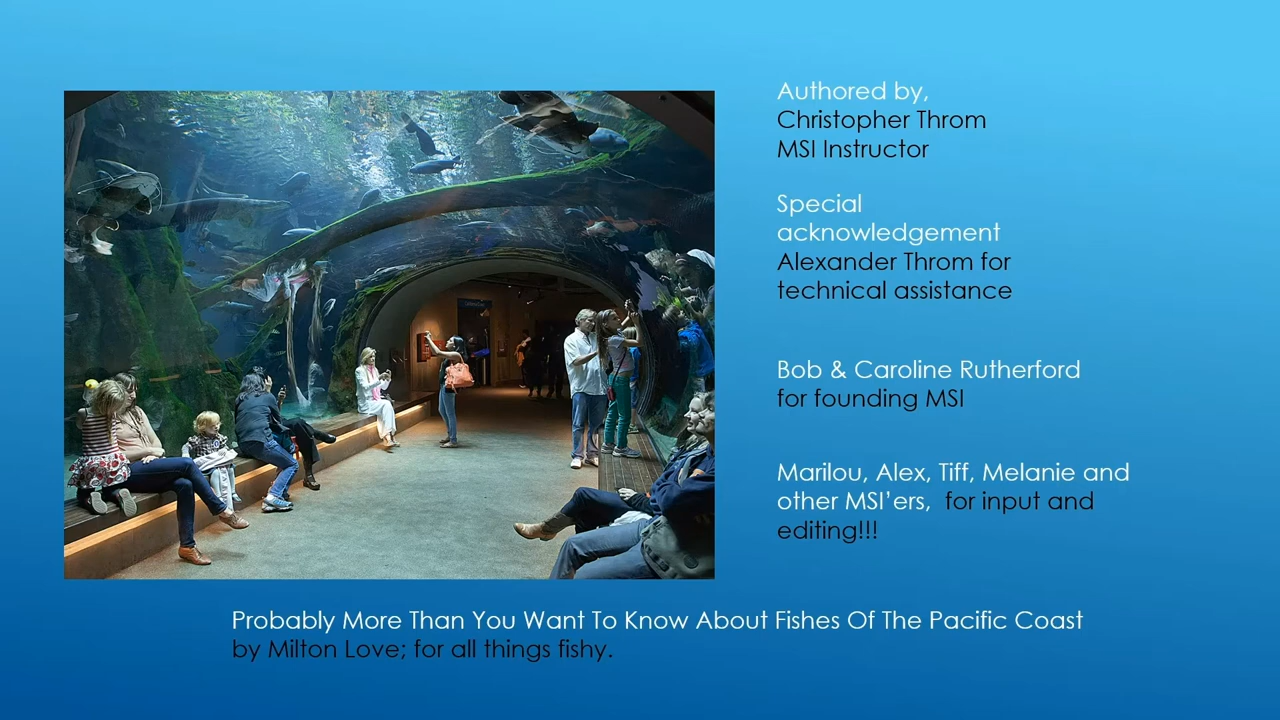 Authored by,
Christopher Throm
MSI Instructor
Special
acknowledgement
Alexander Throm for
technical assistance
Bob & Caroline Rutherford
for founding MSI
Marilou, Alex, Tiff, Melanie and
other MSI’ers,  for input and
editing!!!
Probably More Than You Want To Know About Fishes Of The Pacific Coast
by Milton Love; for all things fishy.